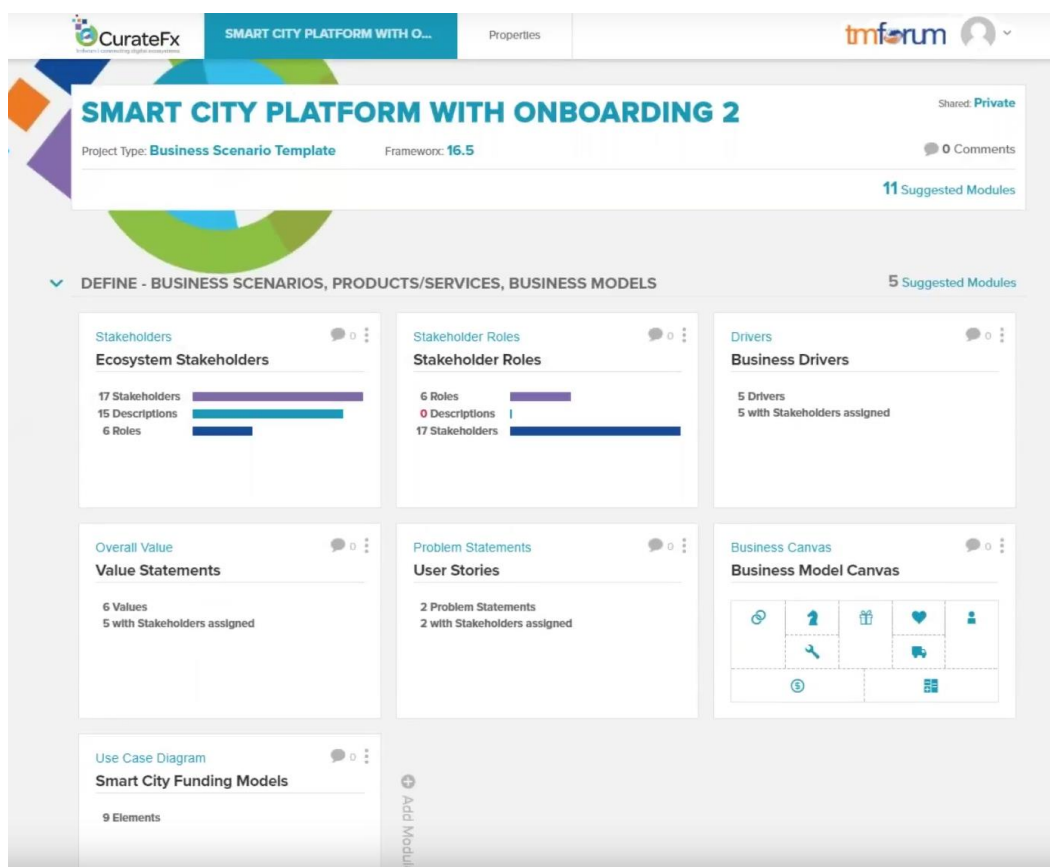 CurateFx
SMART CITY PLATFORM WITH O...
Properties
tmforum
SMART CITY PLATFORM WITH ONBOARDING 2
Shared: Private
Project Type: Business Scenario Template
Frameworx: 16.5
0 Comments
11 Suggested Modules
DEFINE - BUSINESS SCENARIOS, PRODUCTS/SERVICES, BUSINESS MODELS
5 Suggested Modules
Stakeholders
0
Ecosystem Stakeholders
17 Stakeholders
15 Descriptions
6 Roles
Stakeholder Roles
0
Stakeholder Roles
6 Roles
0 Descriptions
17 Stakeholders
Drivers
0
Business Drivers
5 Drivers
5 with Stakeholders assigned
Overall Value
0
Value Statements
6 Values
5 with Stakeholders assigned
Problem Statements
0
User Stories
2 Problem Statements
2 with Stakeholders assigned
Business Canvas
0
Business Model Canvas
Use Case Diagram
0
Smart City Funding Models
9 Elements
Add Modul